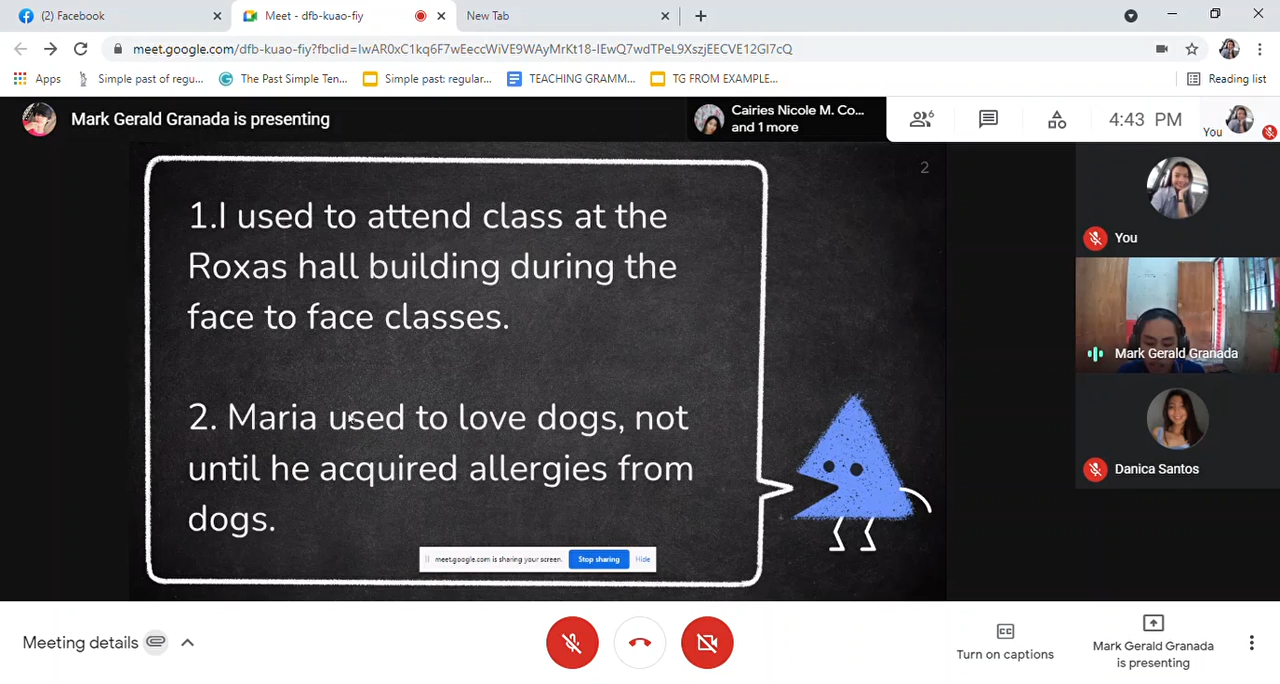 (2) Facebook
Meet - dfb-kuao-fiy
New Tab
meet.google.com/dfb-kuao-fiy?fbclid=IwAR0xC1kq6F7wEeccWiVE9WAyMrKt18-IEwQ7wdTPeL9XszjEECVE12GI7cQ
Apps
Simple past of regu...
The Past Simple Ten...
Simple past: regular...
TEACHING GRAMM...
TG FROM EXAMPLE...
Reading list
Mark Gerald Granada is presenting
Cairies Nicole M. Co...
and 1 more
6
4:43 PM
You
2
1.I used to attend class at the
Roxas hall building during the
face to face classes.
2. Maria used to love dogs, not
until he acquired allergies from
dogs.
meet.google.com is sharing your screen.
Stop sharing
Hide
You
Mark Gerald Granada
Danica Santos
Meeting details
CC
Turn on captions
Mark Gerald Granada
is presenting